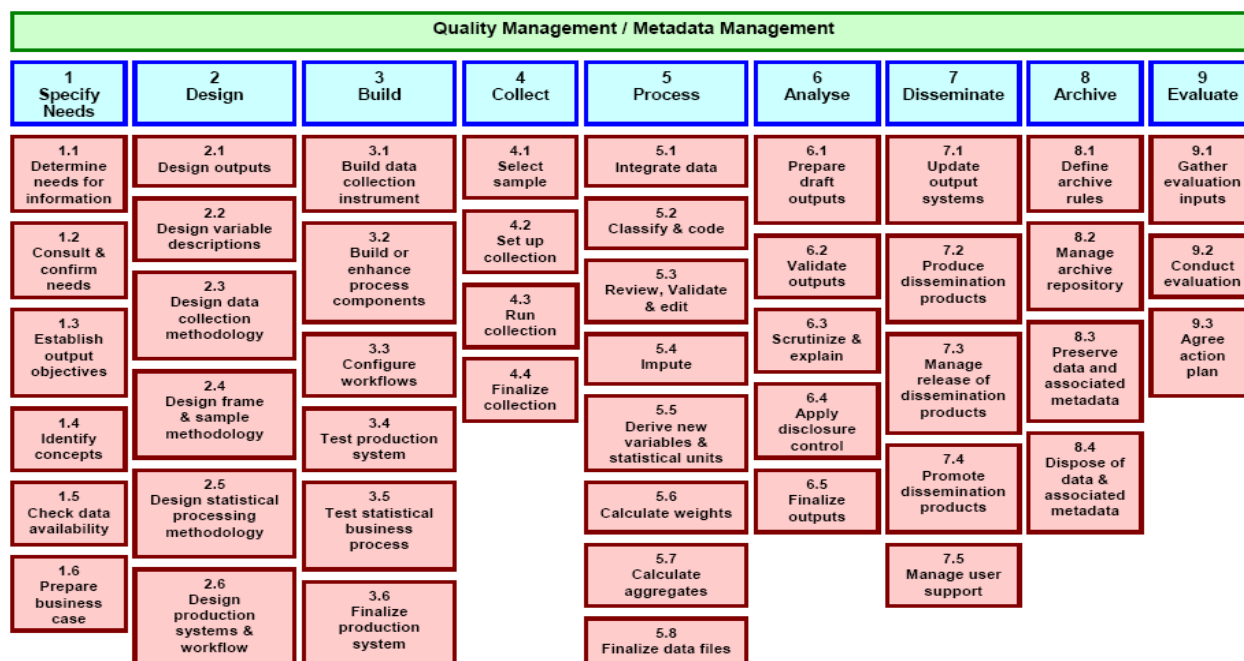 Quality Management / Metadata Management
1
Specify
Needs
2
Design
3
Build
4
Collect
5
Process
6
Analyse
7
Disseminate
8
Archive
9
Evaluate
1.1
Determine
needs for
information
1.2
Consult &
confirm
needs
1.3
Establish
output
objectives
1.4
Identify
concepts
1.5
Check data
availability
1.6
Prepare
business
case
2.1
Design outputs
2.2
Design variable
descriptions
2.3
Design data
collection
methodology
2.4
Design frame
& sample
methodology
2.5
Design statistical
processing
methodology
2.6
Design
production
systems &
workflow
3.1
Build data
collection
instrument
3.2
Build or
enhance
process
components
3.3
Configure
workflows
3.4
Test production
system
3.5
Test statistical
business
process
3.6
Finalize
production
system
4.1
Select
sample
4.2
Set up
collection
4.3
Run
collection
4.4
Finalize
collection
5.1
Integrate data
5.2
Classify & code
5.3
Review, Validate
& edit
5.4
Impute
5.5
Derive new
variables &
statistical units
5.6
Calculate weights
5.7
Calculate
aggregates
5.8
Finalize data files
6.1
Prepare
draft
outputs
6.2
Validate
outputs
6.3
Scrutinize &
explain
6.4
Apply
disclosure
control
6.5
Finalize
outputs
7.1
Update
output
systems
7.2
Produce
dissemination
products
7.3
Manage
release of
dissemination
products
7.4
Promote
dissemination
products
7.5
Manage user
support
8.1
Define
archive
rules
8.2
Manage
archive
repository
8.3
Preserve
data and
associated
metadata
8.4
Dispose of
data &
associated
metadata
9.1
Gather
evaluation
inputs
9.2
Conduct
evaluation
9.3
Agree
action
plan